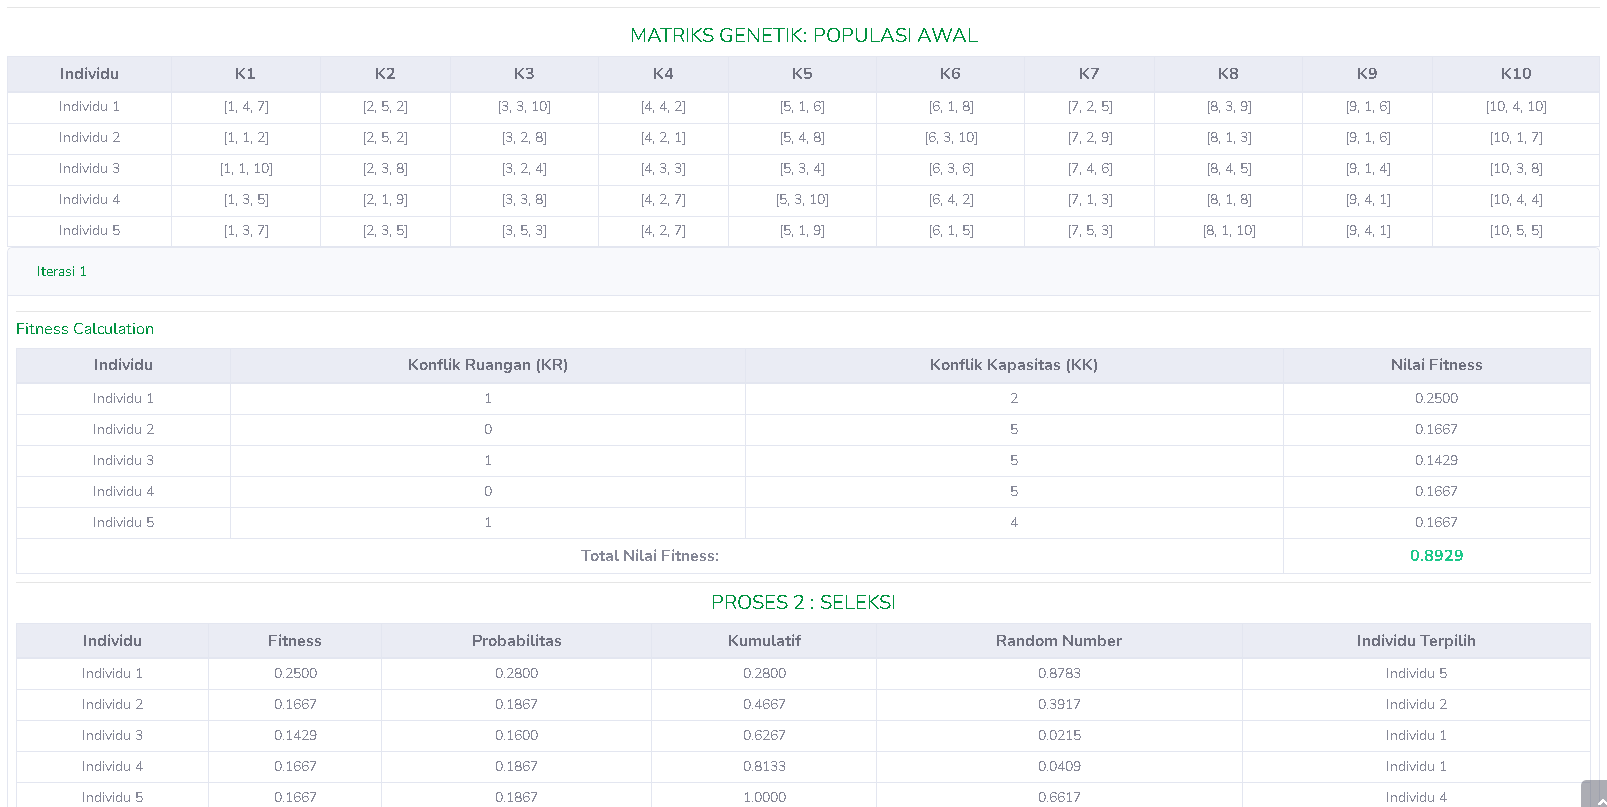 MATRIKS GENETIK: POPULASI AWAL
Individu K1 K2 K3 K4 K5 K6 K7 K8 K9 K10
Individu 1 [1, 4, 7] [2, 5, 2] [3, 3, 10] [4, 4, 2] [5, 1, 6] [6, 1, 8] [7, 2, 5] [8, 3, 9] [9, 1, 6] [10, 4, 10]
Individu 2 [1, 1, 2] [2, 5, 2] [3, 2, 8] [4, 2, 1] [5, 4, 8] [6, 3, 10] [7, 2, 9] [8, 1, 3] [9, 1, 6] [10, 1, 7]
Individu 3 [1, 1, 10] [2, 3, 8] [3, 2, 4] [4, 3, 3] [5, 3, 4] [6, 3, 6] [7, 4, 6] [8, 4, 5] [9, 1, 4] [10, 3, 8]
Individu 4 [1, 3, 5] [2, 1, 9] [3, 3, 8] [4, 2, 7] [5, 3, 10] [6, 4, 2] [7, 1, 3] [8, 1, 8] [9, 4, 1] [10, 4, 4]
Individu 5 [1, 3, 7] [2, 3, 5] [3, 5, 3] [4, 2, 7] [5, 1, 9] [6, 1, 5] [7, 5, 3] [8, 1, 10] [9, 4, 1] [10, 5, 5]
Iterasi 1
Fitness Calculation
Individu Konflik Ruangan (KR) Konflik Kapasitas (KK) Nilai Fitness
Individu 1 1 2 0.2500
Individu 2 0 5 0.1667
Individu 3 1 5 0.1429
Individu 4 0 5 0.1667
Individu 5 1 4 0.1667
Total Nilai Fitness: 0.8929
PROSES 2 : SELEKSI
Individu Fitness Probabilitas Kumulatif Random Number Individu Terpilih
Individu 1 0.2500 0.2800 0.2800 0.8783 Individu 5
Individu 2 0.1667 0.1867 0.4667 0.3917 Individu 2
Individu 3 0.1429 0.1600 0.6267 0.0215 Individu 1
Individu 4 0.1667 0.1867 0.8133 0.0409 Individu 1
Individu 5 0.1667 0.1867 1.0000 0.6617 Individu 4